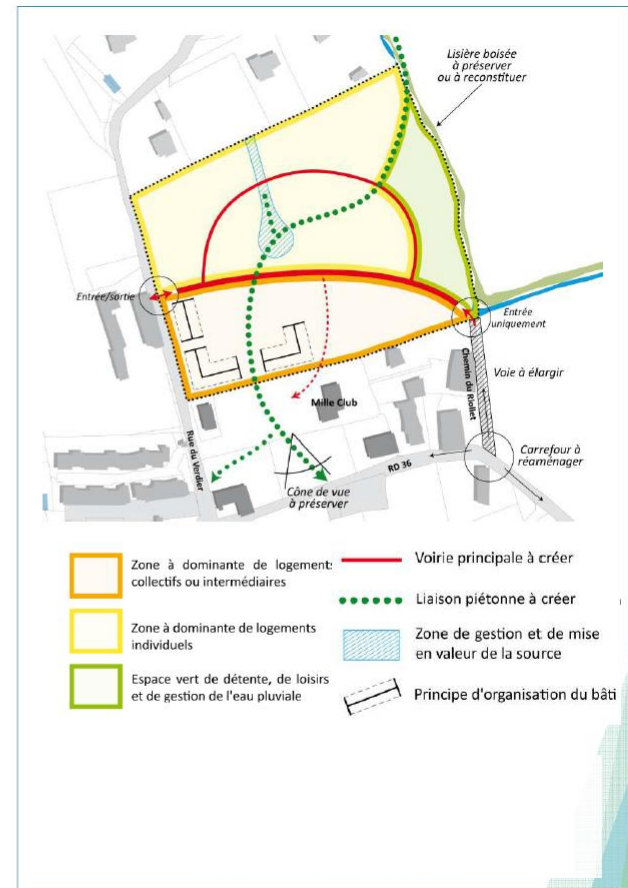 Lisière boisée
à préserver
ou à reconstituer
Entrée/sortie
Entrée
uniquement
Chemin du Riollet
Voie à élargir
Mille Club
Rue du Verdier
RD 36
Carrefour à
réaménager
Cône de vue
à préserver
Zone à dominante de logement:
collectifs ou intermédiaires
Zone à dominante de logements
individuels
Espace vert de détente, de loisirs
et de gestion de l'eau pluviale
Voirie principale à créer
Liaison piétonne à créer
Zone de gestion et de mise
en valeur de la source
Principe d'organisation du bâti